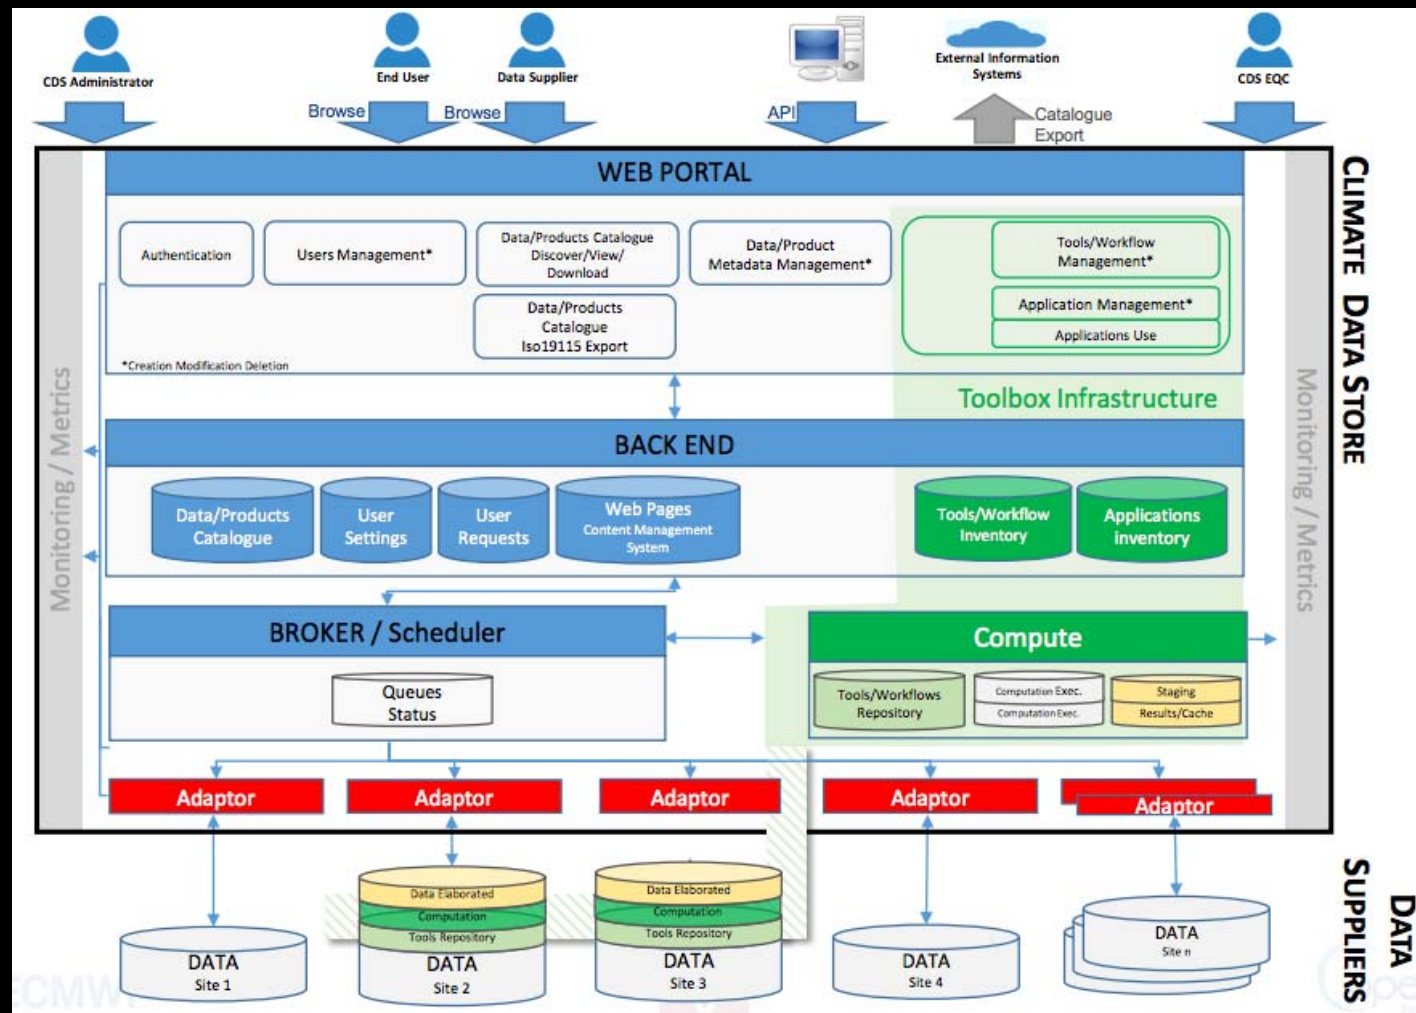 CDS Administrator
End User
Data Supplier
External Information
Systems
CDS EQC
Browse
Browse
API
Catalogue
Export
WEB PORTAL
Authentication
Users Management*
Data/Products Catalogue
Discover/View/
Download
Data/Product
Metadata Management*
Tools/Workflow
Management*
Data/Products
Catalogue
Iso19115 Export
Application Management*
Applications Use
*Creation Modification Deletion
Toolbox Infrastructure
BACK END
Data/Products
Catalogue
User
Settings
User
Requests
Web Pages
Content Management
System
Tools/Workflow
Inventory
Applications
inventory
BROKER / Scheduler
Queues
Status
Compute
Tools/Workflows
Repository
Computation Exec.
Computation Exec.
Staging
Results/Cache
Adaptor
Adaptor
Adaptor
Adaptor
Adaptor
Monitoring / Metrics
Monitoring / Metrics
CLIMATE DATA STORE
Data Elaborated
Computation
Tools Repository
Data Elaborated
Computation
Tools Repository
DATA
Site 1
DATA
Site 2
DATA
Site 3
DATA
Site 4
DATA
Site n
DATA
SUPPLIERS